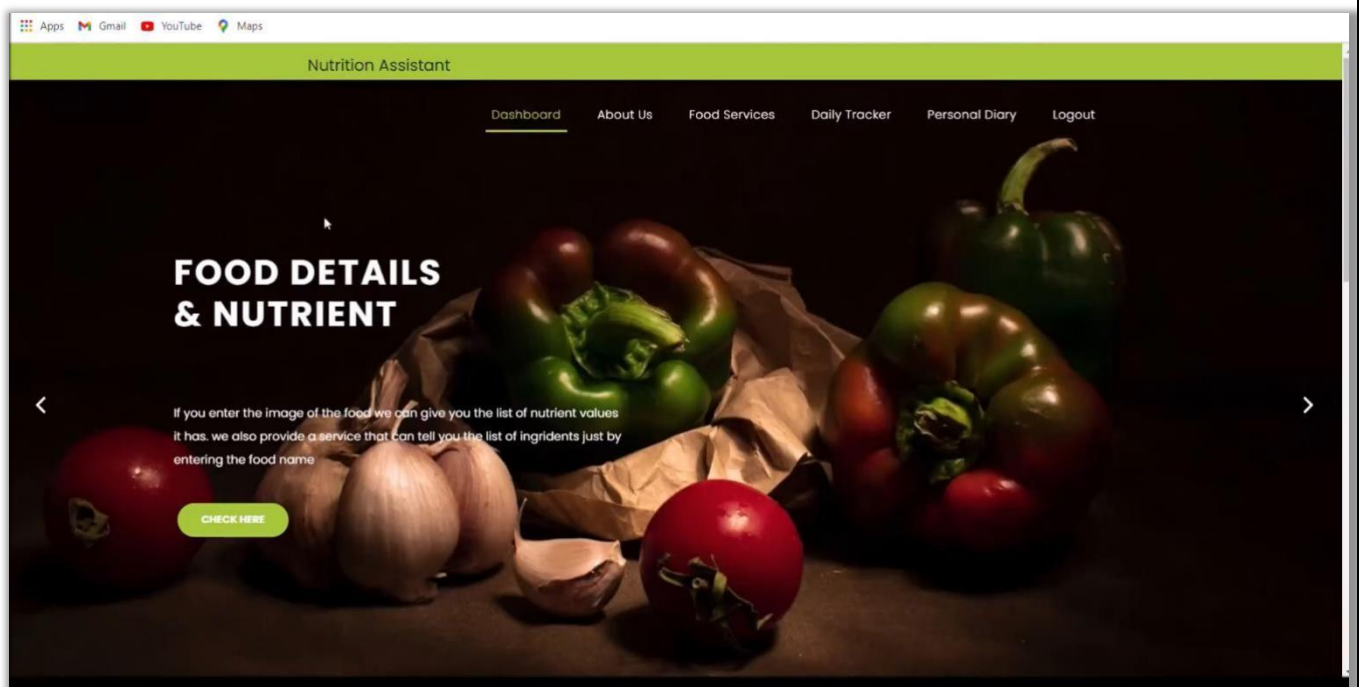 Apps Gmail YouTube Maps
Nutrition Assistant
Dashboard About Us Food Services Daily Tracker Personal Diary Logout
FOOD DETAILS
& NUTRIENT
If you enter the image of the food we can give you the list of nutrient values
it has. we also provide a service that can tell you the list of ingridents just by
entering the food name
CHECK HERE